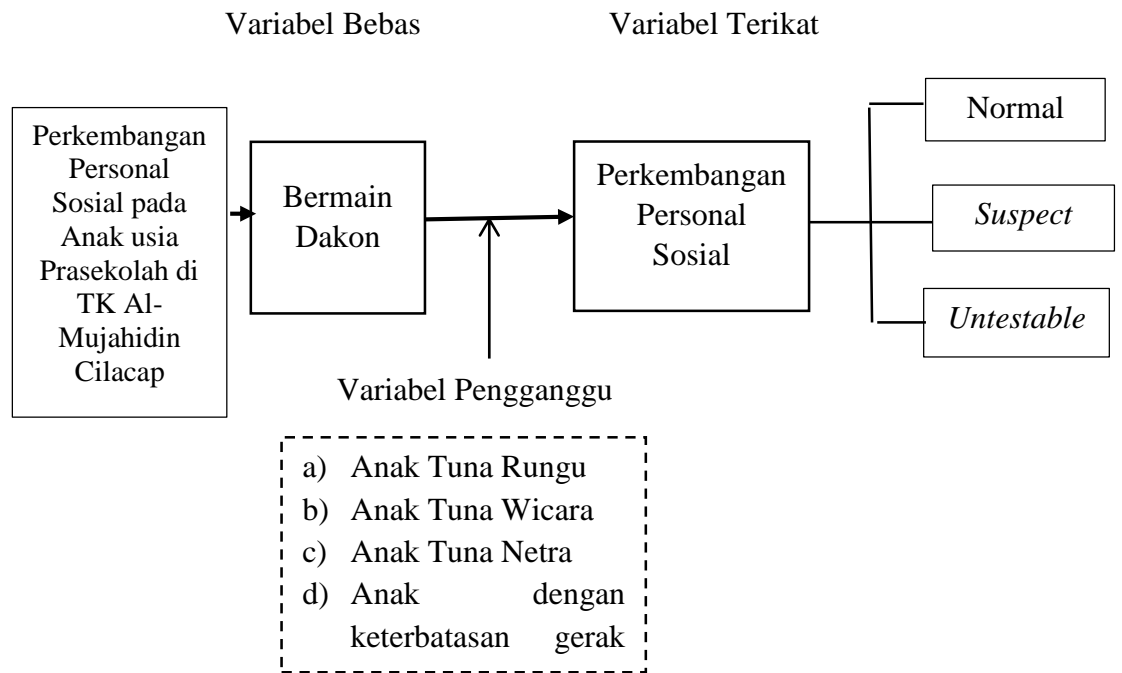 Variabel Bebas
Variabel Terikat
Perkembangan
Personal
Sosial pada
Anak usia
Prasekolah di
TK Al-
Mujahidin
Cilacap
Bermain
Dakon
Perkembangan
Personal
Sosial
Normal
Suspect
Untestable
Variabel Pengganggu
a) Anak Tuna Rungu
b) Anak Tuna Wicara
c) Anak Tuna Netra
d) Anak dengan
keterbatasan gerak